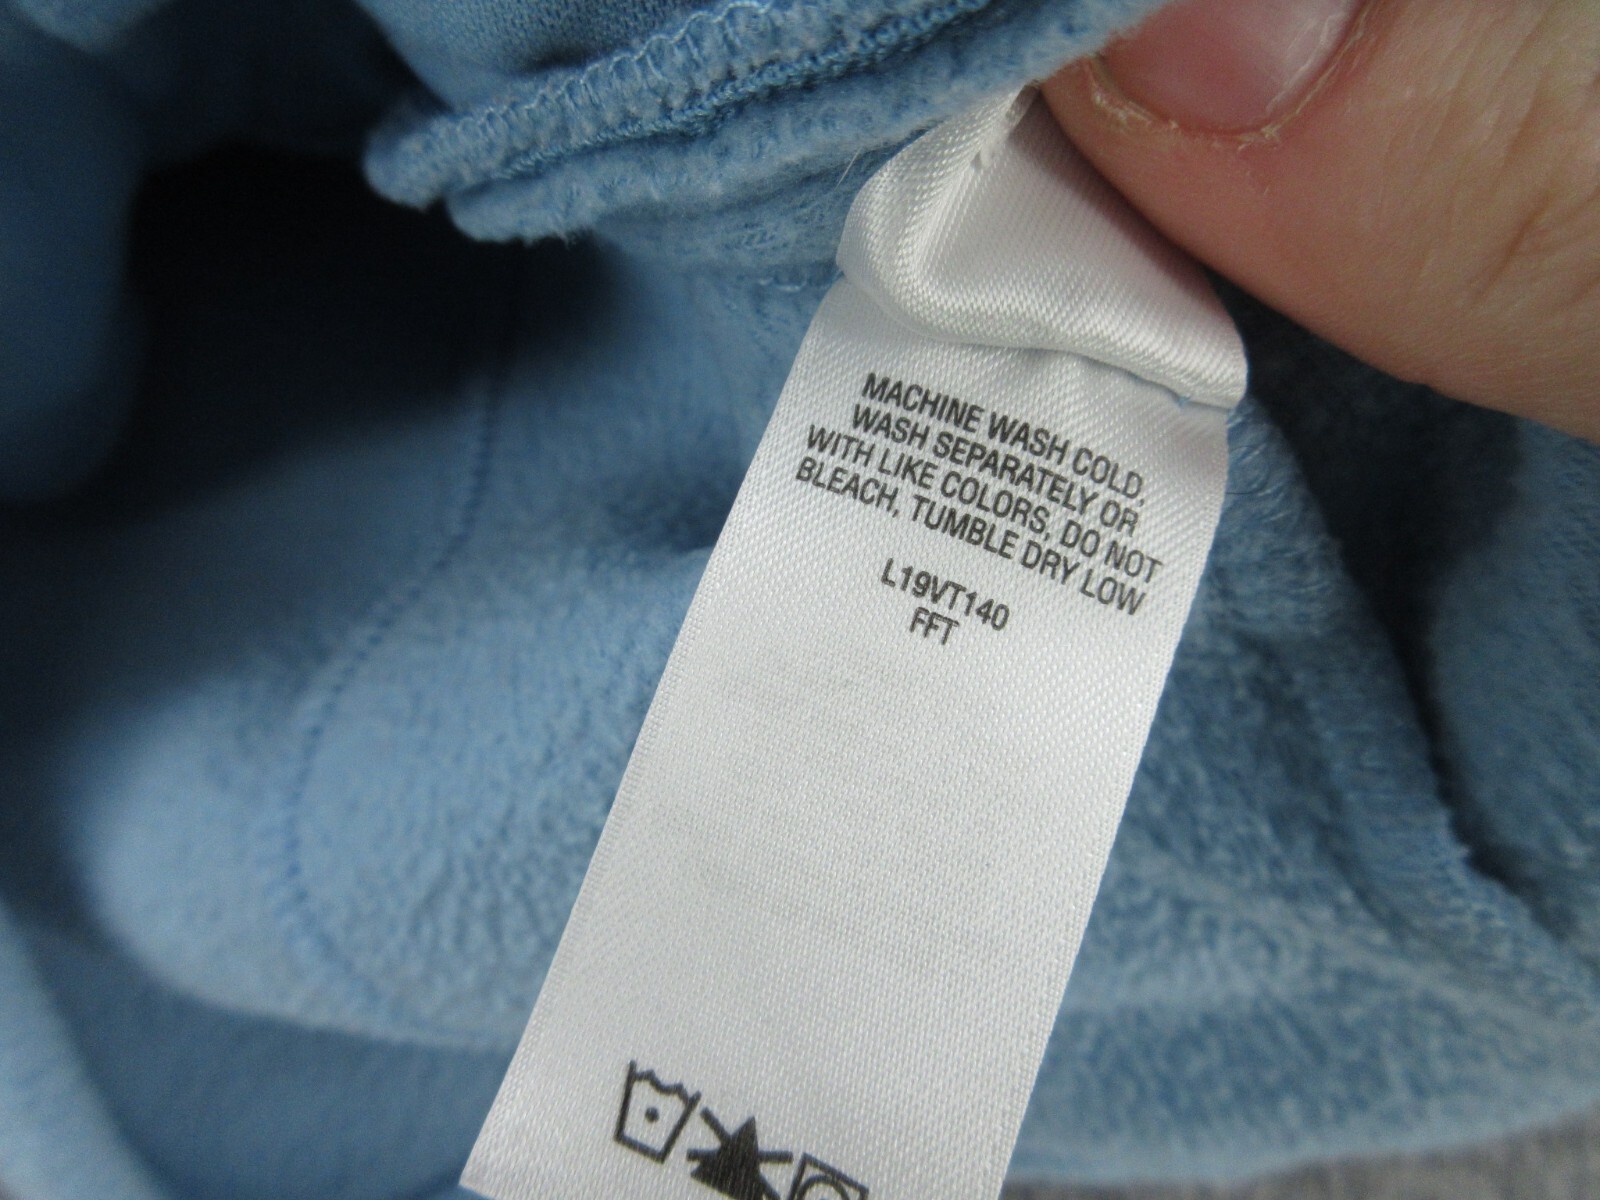 MACHINE WASH COLD,
WASH SEPARATELY OR
WITH LIKE COLORS, DO NOT
BLEACH, TUMBLE DRY LOW
L19VT140
FFT